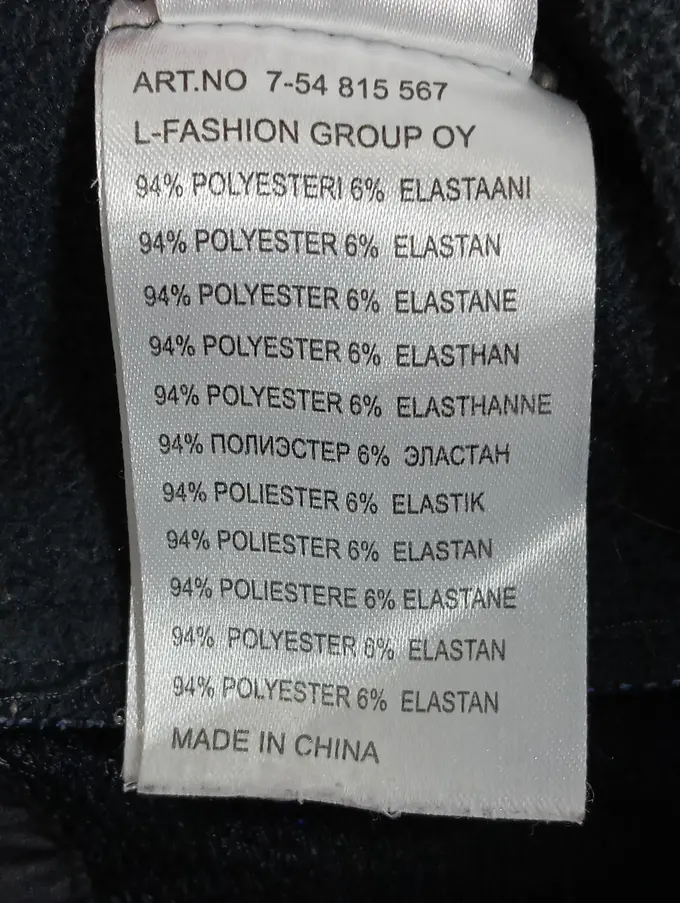 ART.NO 7-54 815 567
L-FASHION GROUP OY
94% POLYESTERI 6% ELASTAANI
94% POLYESTER 6% ELASTAN
94% POLYESTER 6% ELASTANE
94% POLYESTER 6% ELASTHAN
94% POLYESTER 6% ELASTHANNE
94% ПОЛИЭСТЕР 6% ЭЛАСТАН
94% POLIESTER 6% ELASTIK
94% POLIESTER 6% ELASTAN
94% POLIESTERE 6% ELASTANE
94% POLYESTER 6% ELASTAN
94% POLYESTER 6% ELASTAN
MADE IN CHINA